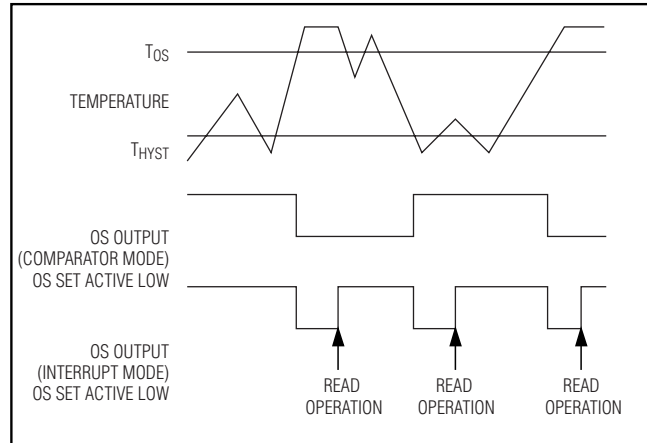 TOS
TEMPERATURE
THYST
OS OUTPUT
(COMPARATOR MODE)
OS SET ACTIVE LOW
OS OUTPUT
(INTERRUPT MODE)
OS SET ACTIVE LOW
READ
OPERATION
READ
OPERATION
READ
OPERATION